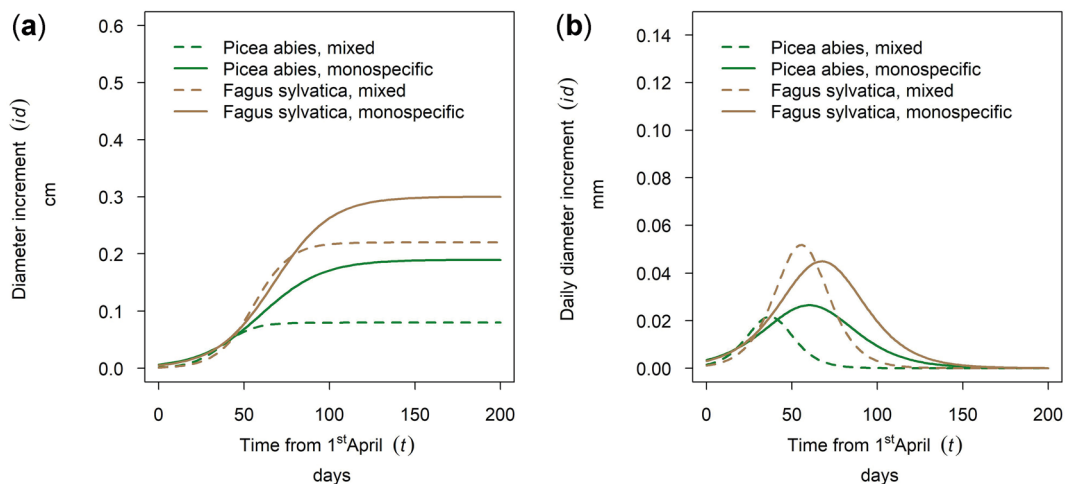 (a)
Diameter increment (id)
cm
0.6
0.5
0.4
0.3
0.2
0.1
0.0
Picea abies, mixed
Picea abies, monospecific
Fagus sylvatica, mixed
Fagus sylvatica, monospecific
0 50 100 150 200
Time from 1stApril (t)
days
(b)
Daily diameter increment (id)
mm
0.14
0.12
0.10
0.08
0.06
0.04
0.02
0.00
Picea abies, mixed
Picea abies, monospecific
Fagus sylvatica, mixed
Fagus sylvatica, monospecific
0 50 100 150 200
Time from 1stApril (t)
days